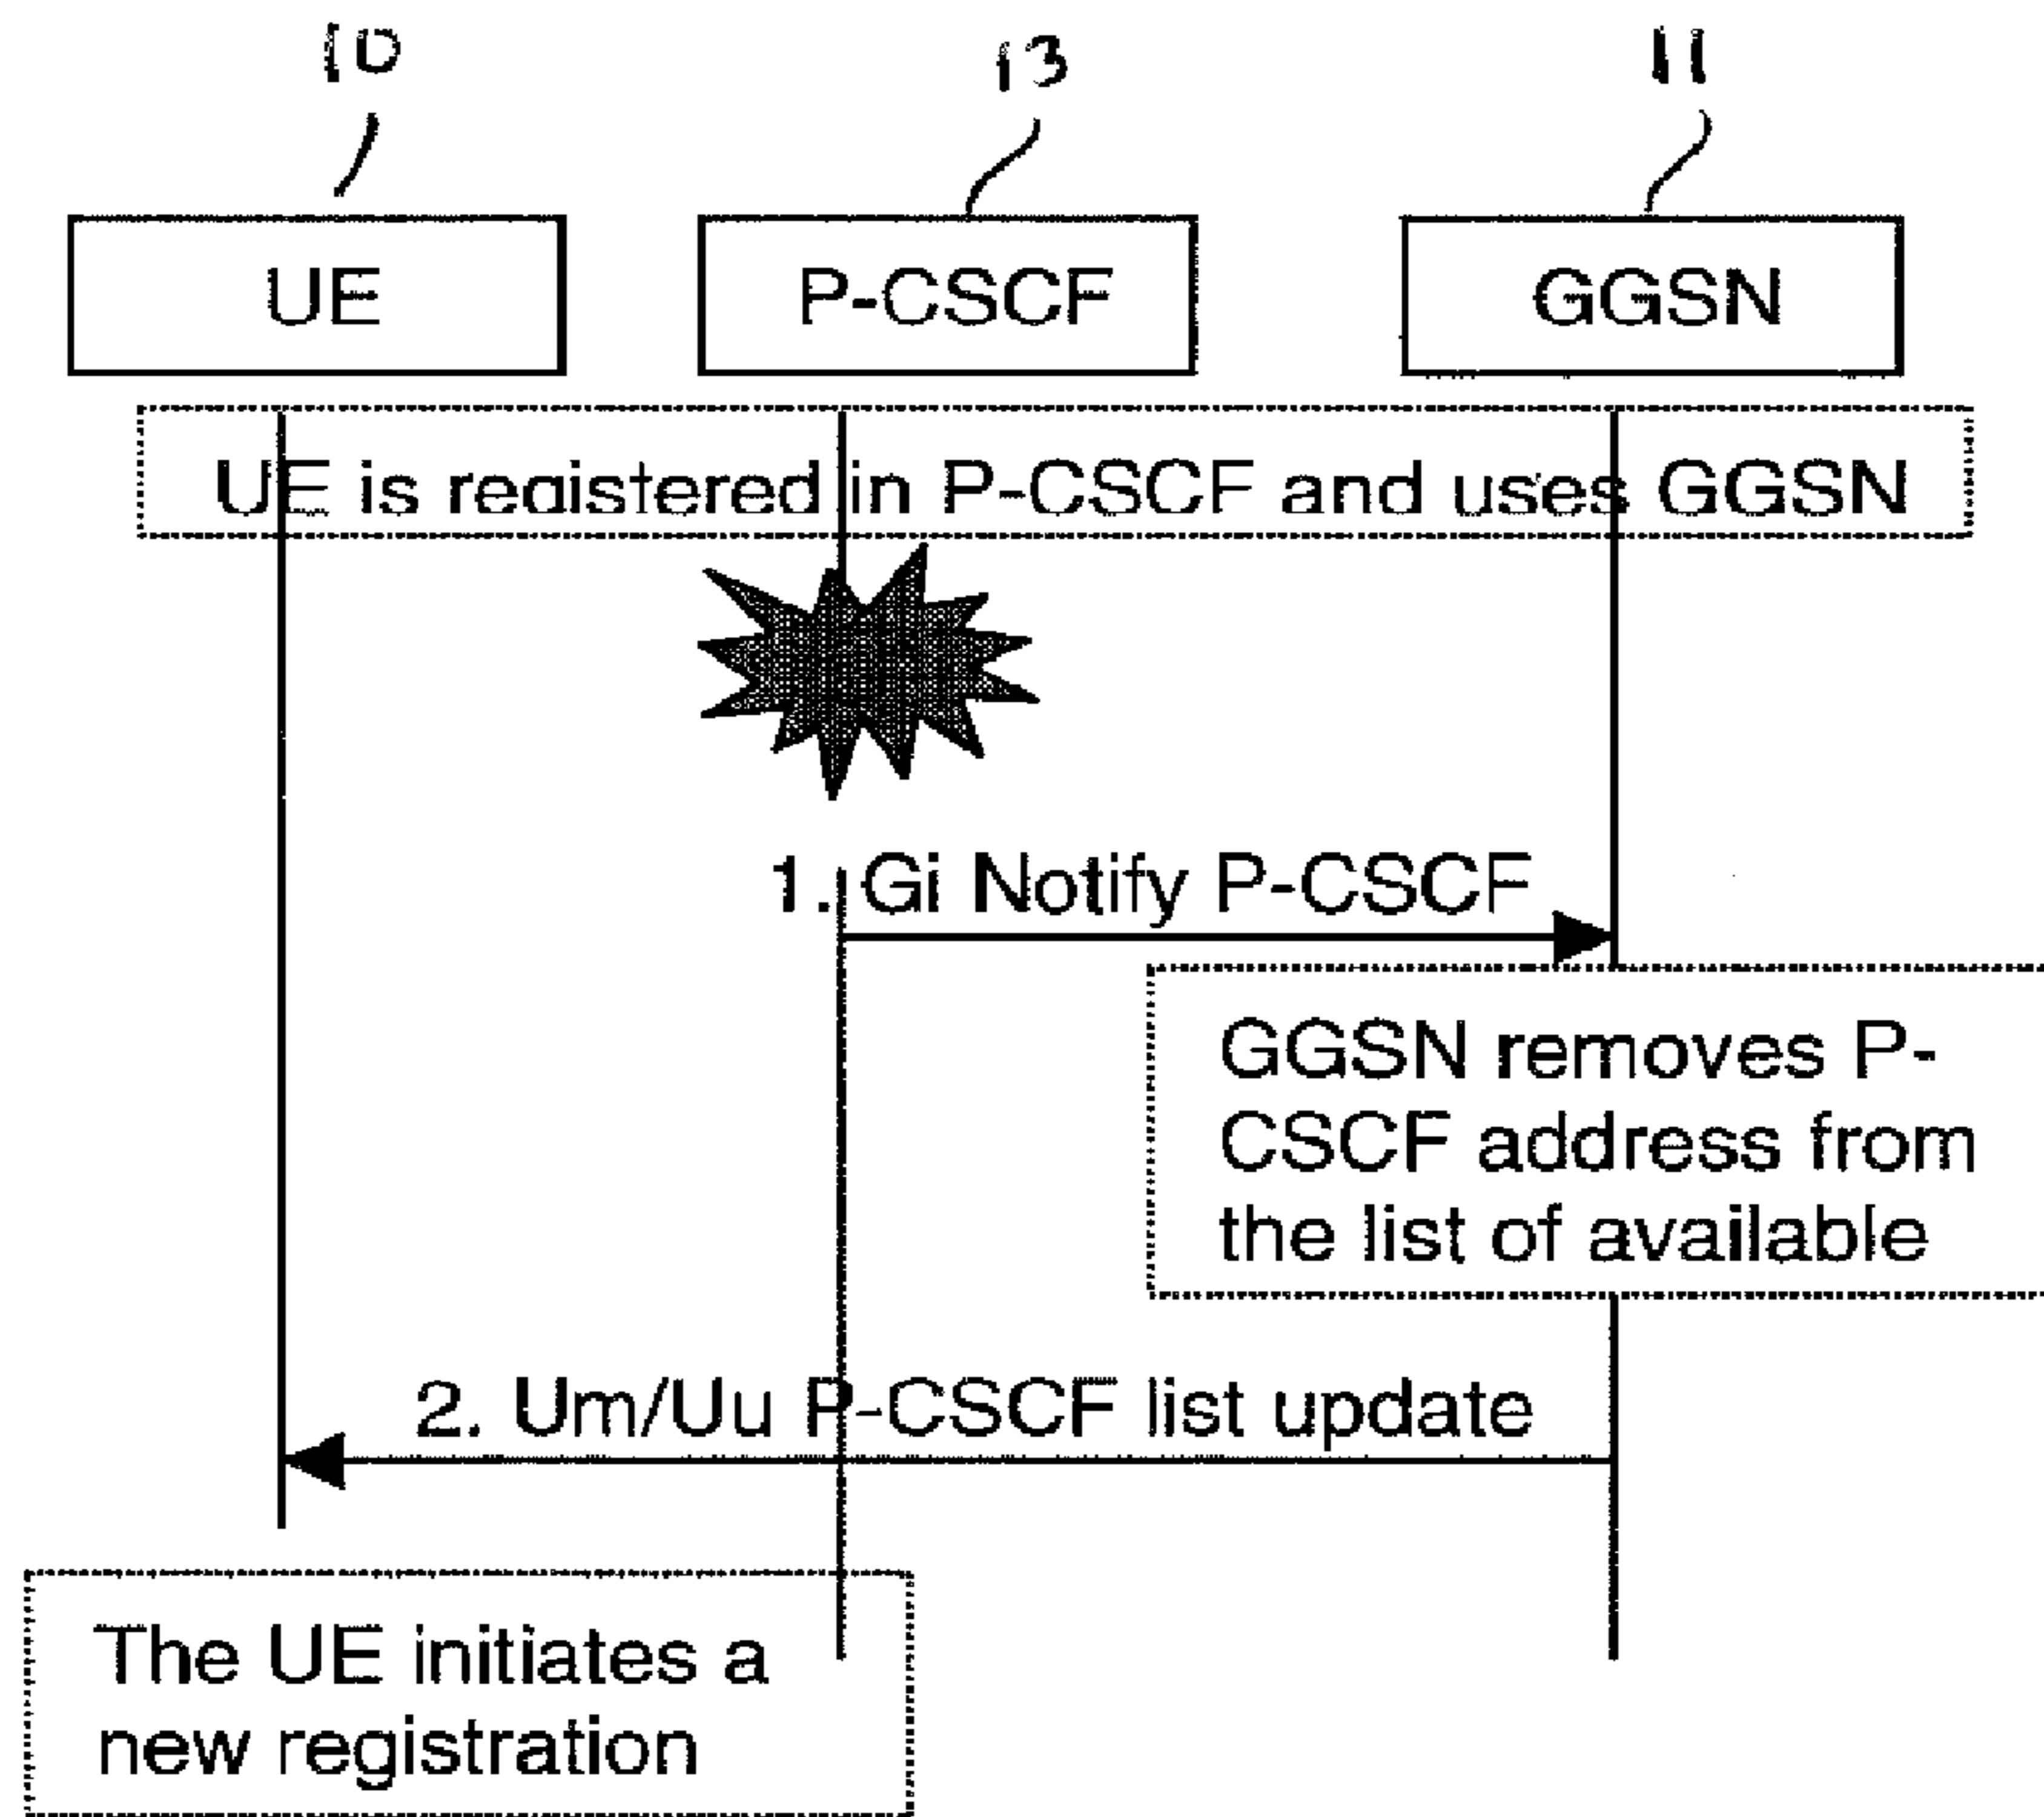 10
13
11
UE
P-CSCF
GGSN
UE is registered in P-CSCF and uses GGSN
1. Gi Notify P-CSCF
GGSN removes P-
CSCF address from
the list of available
2. Um/Uu P-CSCF list update
The UE initiates a
new registration